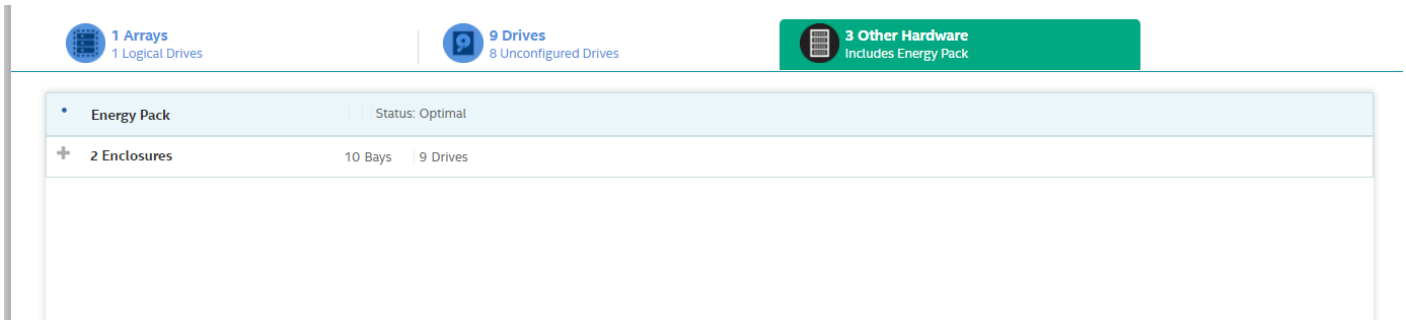 1 Arrays
1 Logical Drives
9 Drives
8 Unconfigured Drives
3 Other Hardware
Includes Energy Pack
Energy Pack Status: Optimal
2 Enclosures 10 Bays 9 Drives